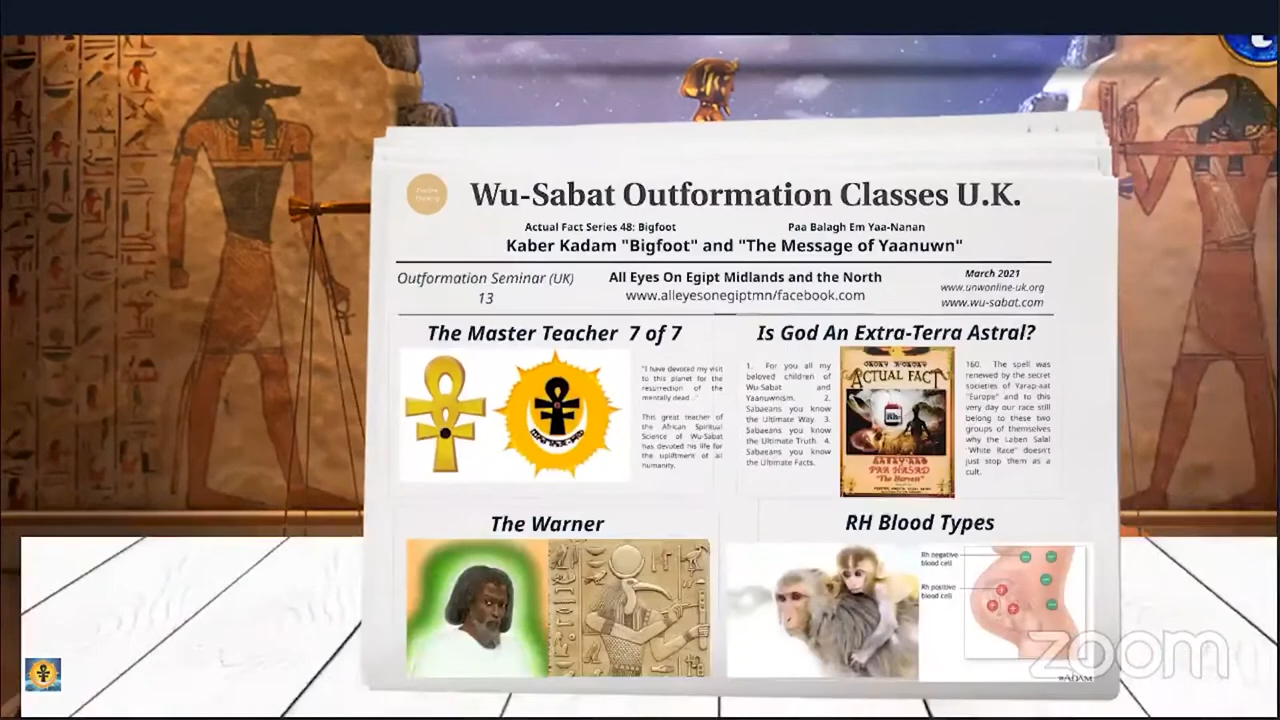 Wu-Sabat Outformation Classes U.K.
Actual Fact Series 48: Bigfoot
Paa Balagh Em Yaa-Nanan
Kaber Kadam "Bigfoot" and "The Message of Yaanuwn"
Outformation Seminar (UK)
13
All Eyes On Egipt Midlands and the North
www.alleyesonegiptmn/facebook.com
March 2021
www.unwonline-uk.org
www.wu-sabat.com
The Master Teacher 7 of 7
"I have devoted my visit
to this planet for the
resurrection of the
mentally dead.."
This great teacher of
the African Spiritual
Science of Wu-Sabat
has devoted his life for
the upliftment of all
humanity.
Is God An Extra-Terra Astral?
1. For you all my
beloved children of
Wu-Sabat and
Yaanuwnism. 2.
Sabaeans you know
the Ultimate Way. 3.
Sabaeans you know
the Ultimate Truth. 4.
Sabaeans you know
the Ultimate Facts.
ACTUAL FACT
Rh-
PAA HASAD
"The Harvest"
160. The spell was
renewed by the secret
societies of Yarap-aat
"Europe" and to this
very day our race still
belong to these two
groups of themselves
why the Laben Salal
"White Race" doesn't
just stop them as a
cult.
The Warner
RH Blood Types
Rh negative
blood cell
Rh positive
blood cell
ADAM
zoom